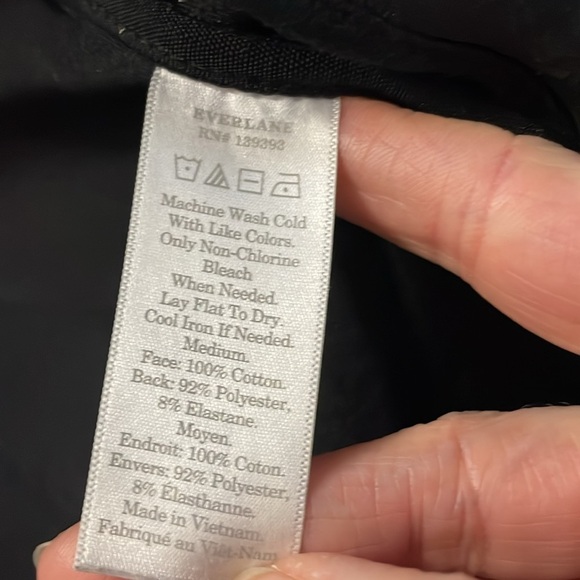 EVERLANE
RN# 139393
Machine Wash Cold
With Like Colors.
Only Non-Chlorine
Bleach
When Needed.
Lay Flat To Dry.
Cool Iron If Needed.
Medium.
Face: 100% Cotton.
Back: 92% Polyester,
8% Elastane.
Moyen.
Endroit: 100% Coton.
Envers: 92% Polyester,
8% Élasthanne.
Made in Vietnam.
Fabriqué au Viêt-Nam